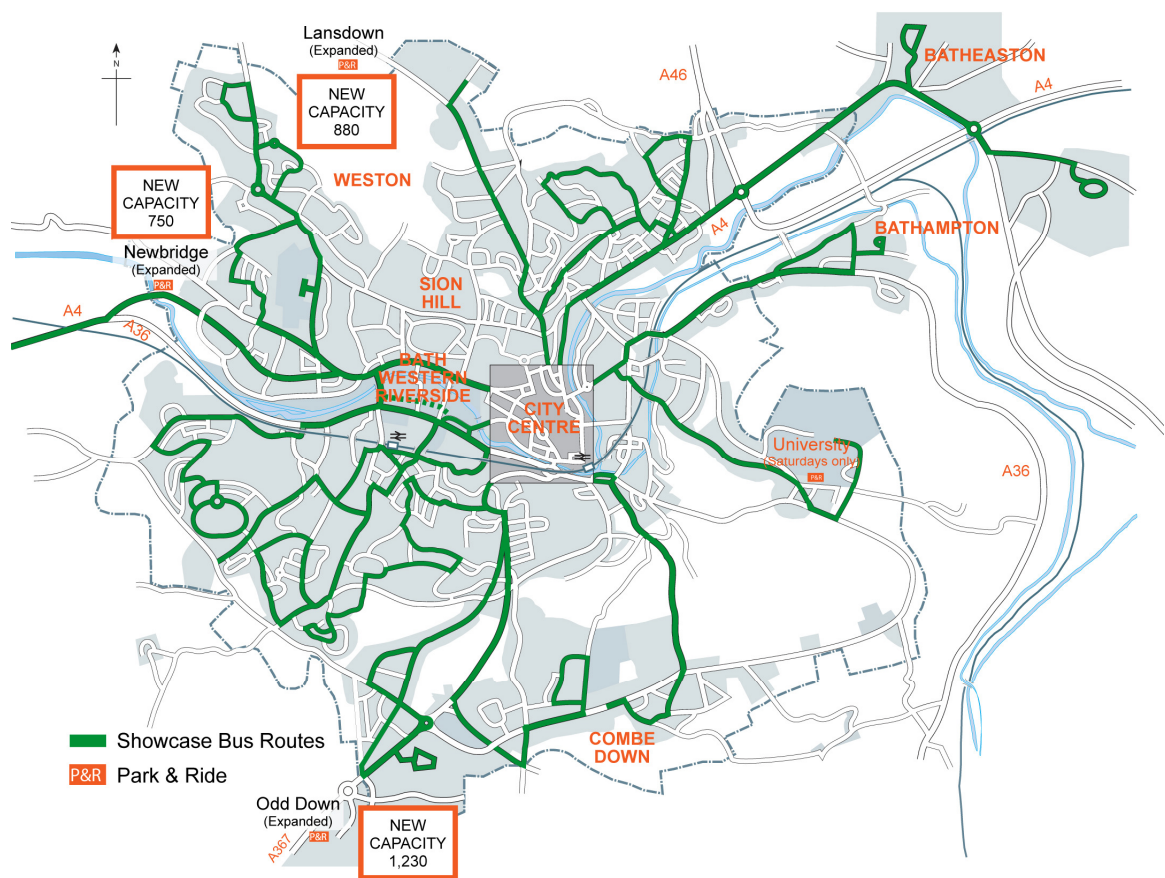 Lansdown
(Expanded)
P&R
NEW
CAPACITY
880
N
A46
BATHEASTON
A4
WESTON
NEW
CAPACITY
750
Newbridge
(Expanded)
P&R
A4
BATHAMPTON
SION
HILL
A4
A36
BATH
WESTERN
RIVERSIDE
CITY
CENTRE
University
(Saturdays only)
P&R
A36
Showcase Bus Routes
P&R Park & Ride
COMBE
DOWN
Odd Down
(Expanded)
P&R
A367
NEW
CAPACITY
1,230